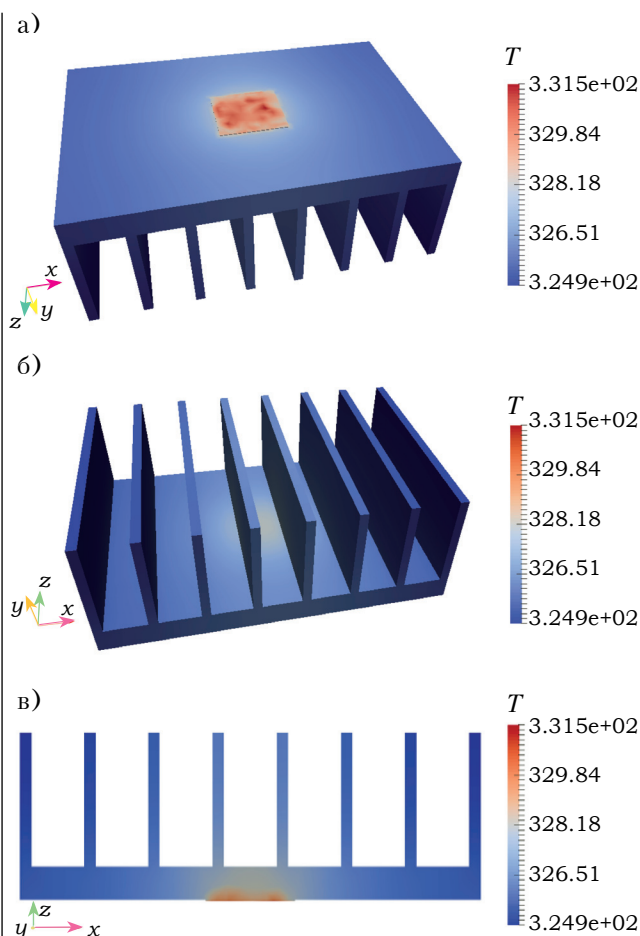 а)
T
3.315e+02
329.84
328.18
326.51
3.249e+02
x
z
y
б)
T
3.315e+02
329.84
328.18
326.51
3.249e+02
z
y
x
в)
T
3.315e+02
329.84
328.18
326.51
3.249e+02
z
y
x